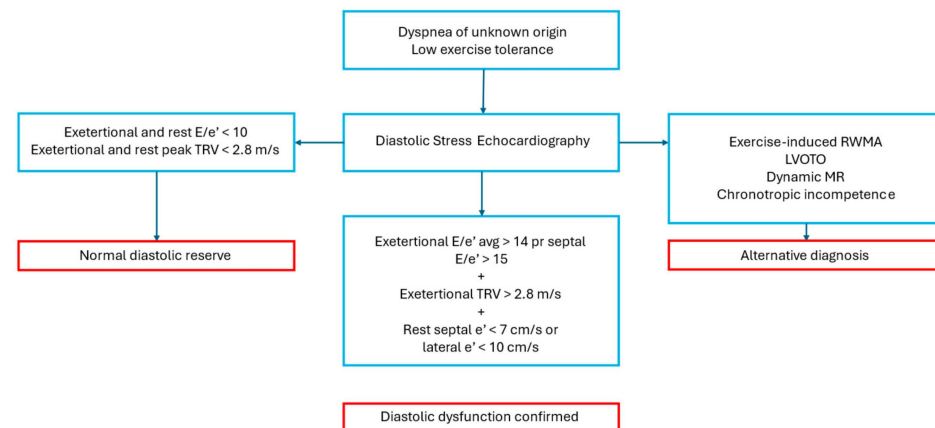 Dyspnea of unknown origin
Low exercise tolerance
Exetertional and rest E/e’ < 10
Exetertional and rest peak TRV < 2.8 m/s
Diastolic Stress Echocardiography
Exercise-induced RWMA
LVOTO
Dynamic MR
Chronotropic incompetence
Normal diastolic reserve
Exetertional E/e’ avg > 14 pr septal
E/e’ > 15
+
Exetertional TRV > 2.8 m/s
+
Rest septal e’ < 7 cm/s or
lateral e’ < 10 cm/s
Alternative diagnosis
Diastolic dysfunction confirmed